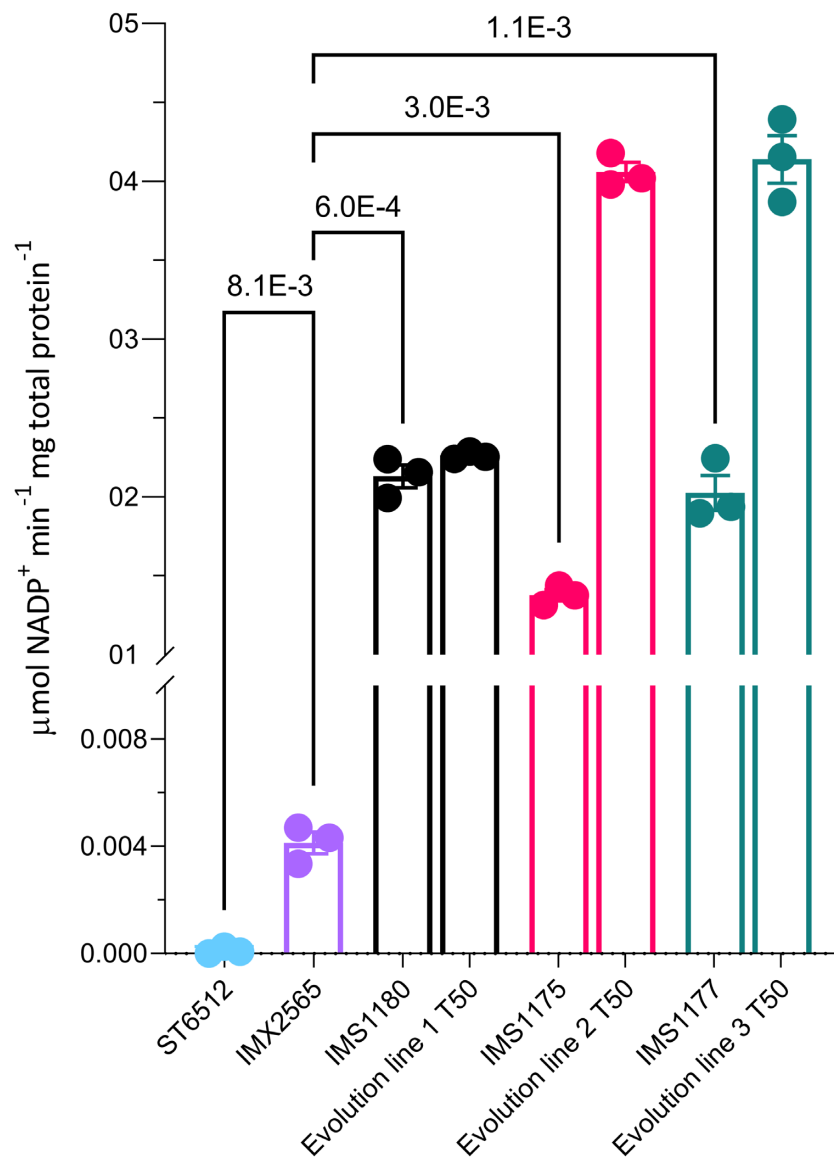 05
04
03
02
01
0.008
0.004
0.000
μmol NADP⁺ min⁻¹ mg total protein⁻¹
1.1E-3
3.0E-3
6.0E-4
8.1E-3
ST6512
IMX2565
IMS1180
Evolution line 1 T50
IMS1175
Evolution line 2 T50
IMS1177
Evolution line 3 T50